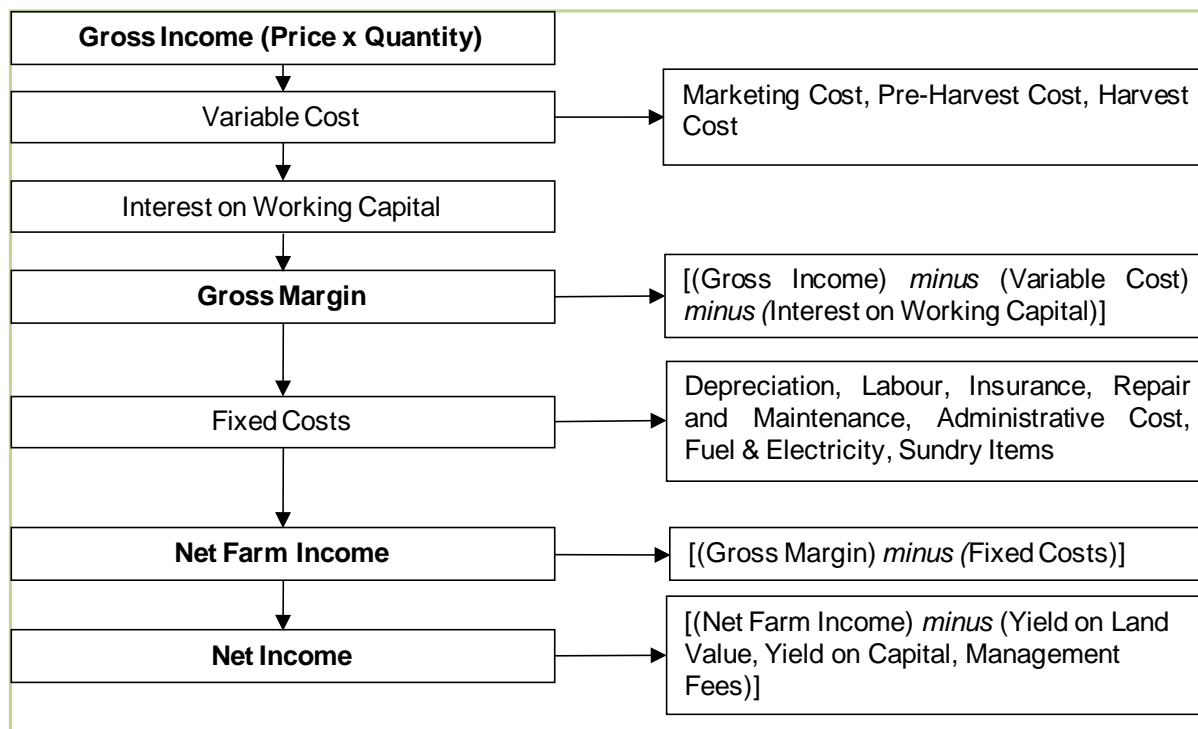 Gross Income (Price x Quantity)
Variable Cost
Marketing Cost, Pre-Harvest Cost, Harvest
Cost
Interest on Working Capital
Gross Margin
[(Gross Income) minus (Variable Cost)
minus (Interest on Working Capital)]
Fixed Costs
Depreciation, Labour, Insurance, Repair
and Maintenance, Administrative Cost,
Fuel & Electricity, Sundry Items
Net Farm Income
[(Gross Margin) minus (Fixed Costs)]
Net Income
[(Net Farm Income) minus (Yield on Land
Value, Yield on Capital, Management
Fees)]